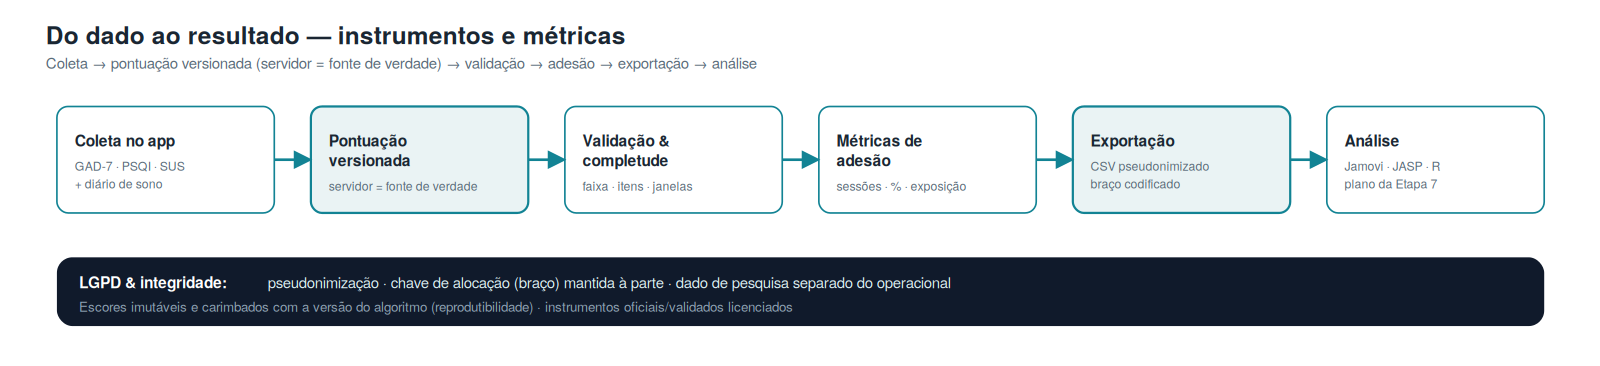 Do dado ao resultado — instrumentos e métricas
Coleta → pontuação versionada (servidor = fonte de verdade) → validação → adesão → exportação → análise
Coleta no app
GAD-7 · PSQI · SUS
+ diário de sono
Pontuação
versionada
servidor = fonte de verdade
Validação &
completude
faixa · itens · janelas
Métricas de
adesão
sessões · % · exposição
Exportação
CSV pseudonimizado
braço codificado
Análise
Jamovi · JASP · R
plano da Etapa 7
LGPD & integridade: pseudonimização · chave de alocação (braço) mantida à parte · dado de pesquisa separado do operacional
Escores imutáveis e carimbados com a versão do algoritmo (reprodutibilidade) · instrumentos oficiais/validados licenciados